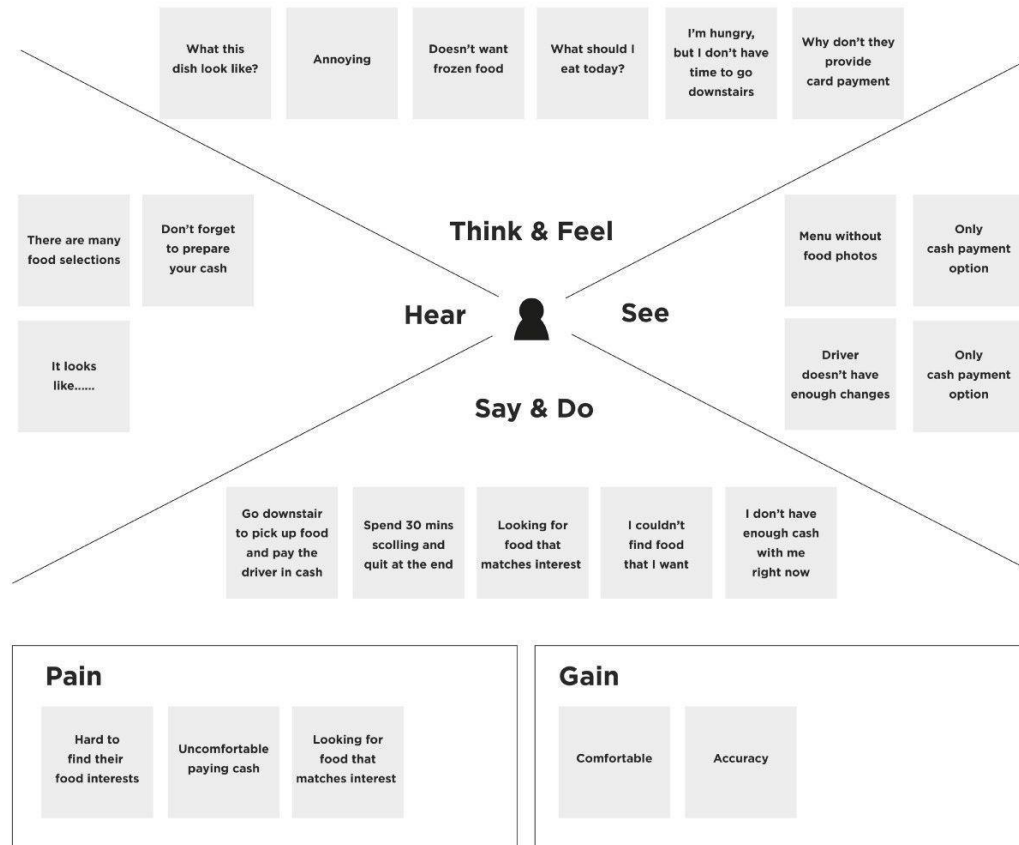 What this
dish look like?
Annoying
Doesn't want
frozen food
What should I
eat today?
I'm hungry,
but I don't have
time to go
downstairs
Why don't they
provide
card payment
Think & Feel
There are many
food selections
Don't forget
to prepare
your cash
It looks
like......
Hear
See
Menu without
food photos
Only
cash payment
option
Driver
doesn't have
enough changes
Only
cash payment
option
Say & Do
Go downstair
to pick up food
and pay the
driver in cash
Spend 30 mins
scolling and
quit at the end
Looking for
food that
matches interest
I couldn't
find food
that I want
I don't have
enough cash
with me
right now
Pain
Hard to
find their
food interests
Uncomfortable
paying cash
Looking for
food that
matches interest
Gain
Comfortable
Accuracy